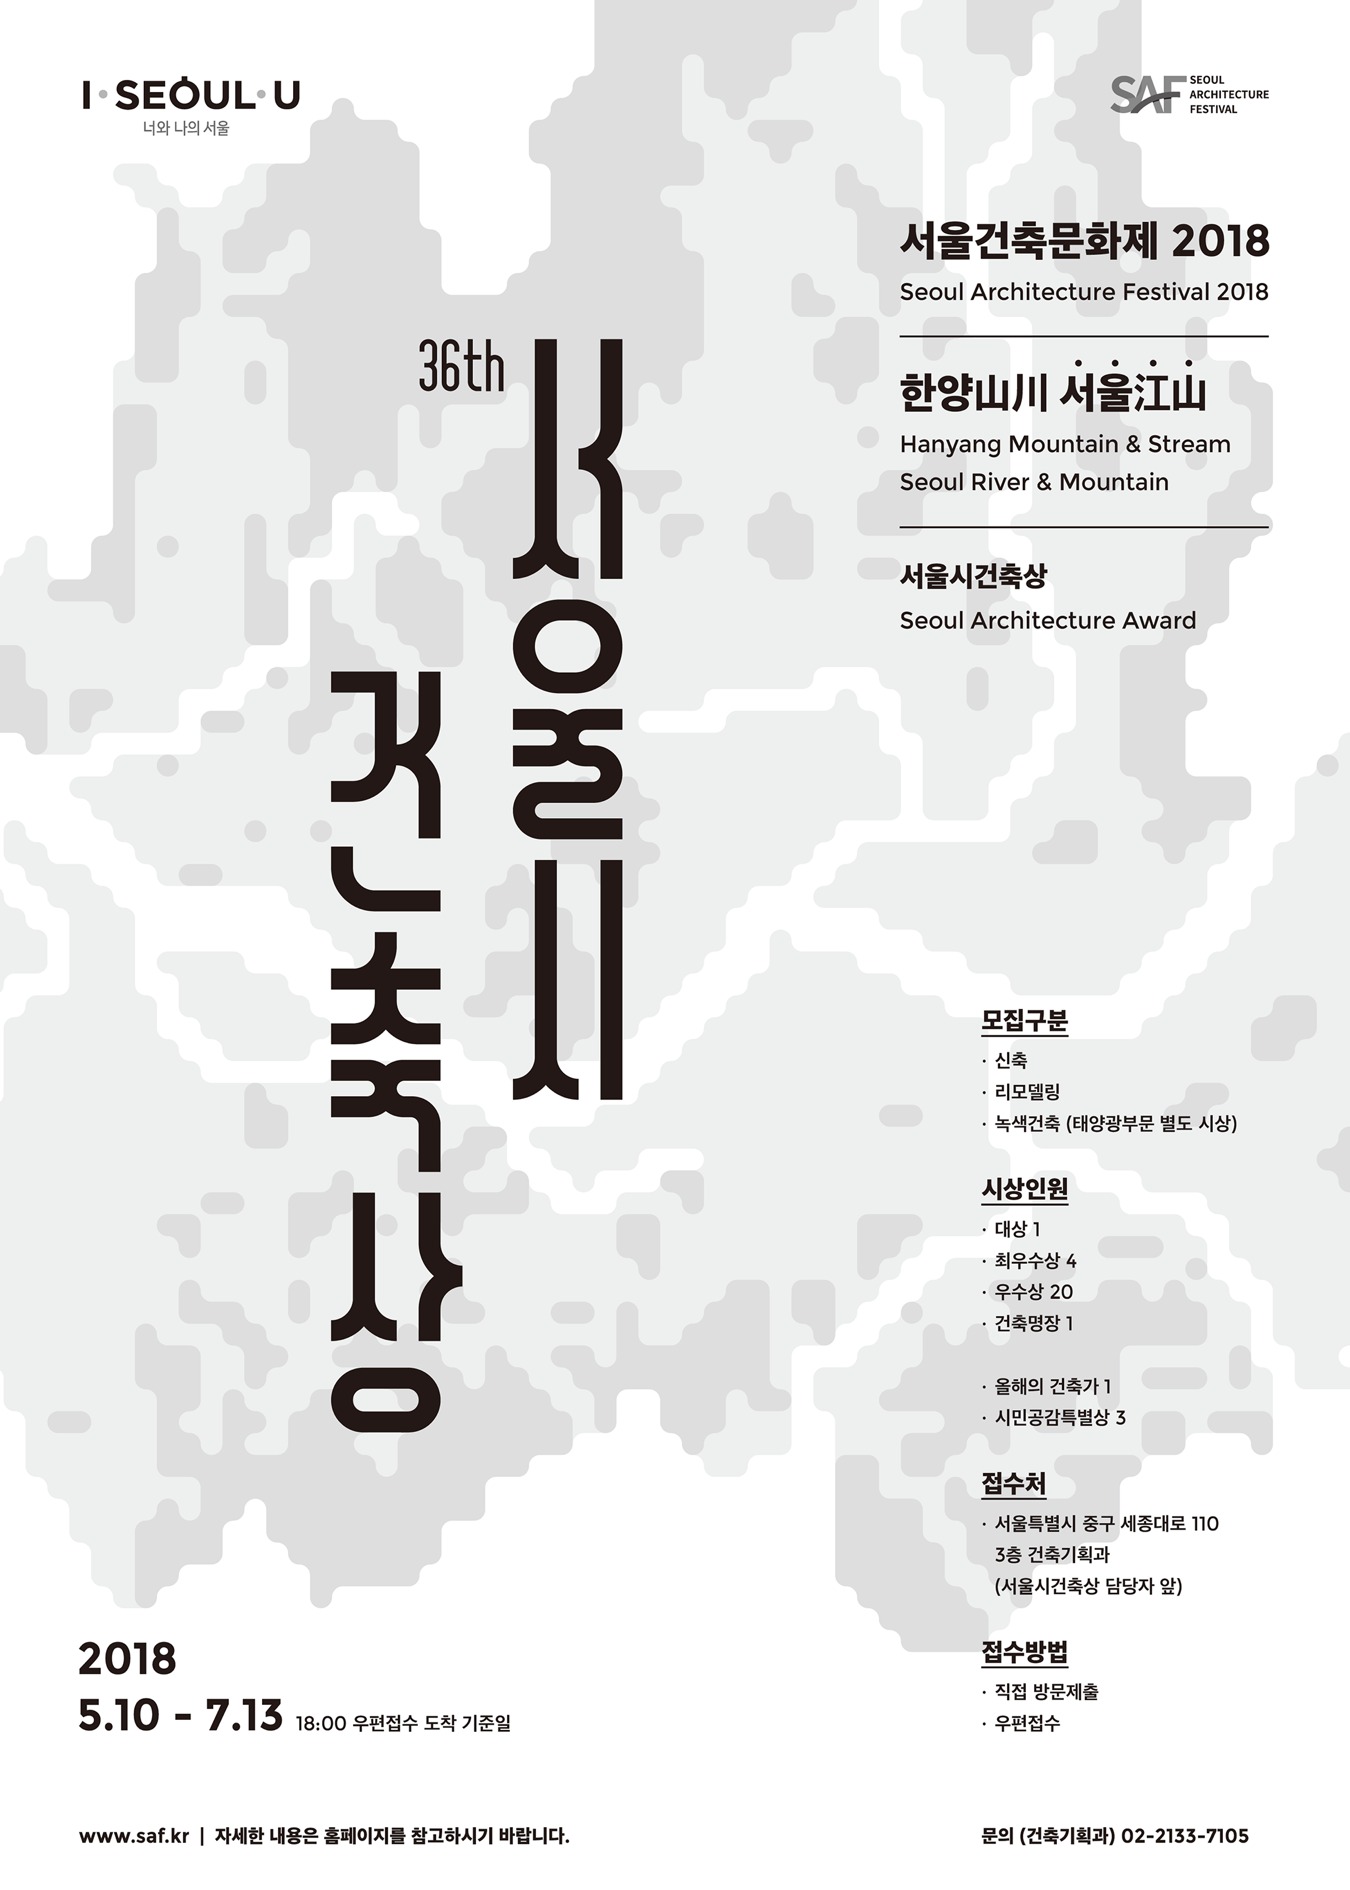 I·SEOUL·U
너와 나의 서울
SAF SEOUL
ARCHITECTURE
FESTIVAL
서울건축문화제 2018
Seoul Architecture Festival 2018
한양山川 서울江山
Hanyang Mountain & Stream
Seoul River & Mountain
서울시건축상
Seoul Architecture Award
36th
서울시
건축상
모집구분
· 신축
· 리모델링
· 녹색건축 (태양광부문 별도 시상)
시상인원
· 대상 1
· 최우수상 4
· 우수상 20
· 건축명장 1
· 올해의 건축가 1
· 시민공감특별상 3
접수처
· 서울특별시 중구 세종대로 110
3층 건축기획과
(서울시건축상 담당자 앞)
접수방법
· 직접 방문제출
· 우편접수
2018
5.10 - 7.13 18:00 우편접수 도착 기준일
www.saf.kr | 자세한 내용은 홈페이지를 참고하시기 바랍니다.
문의 (건축기획과) 02-2133-7105